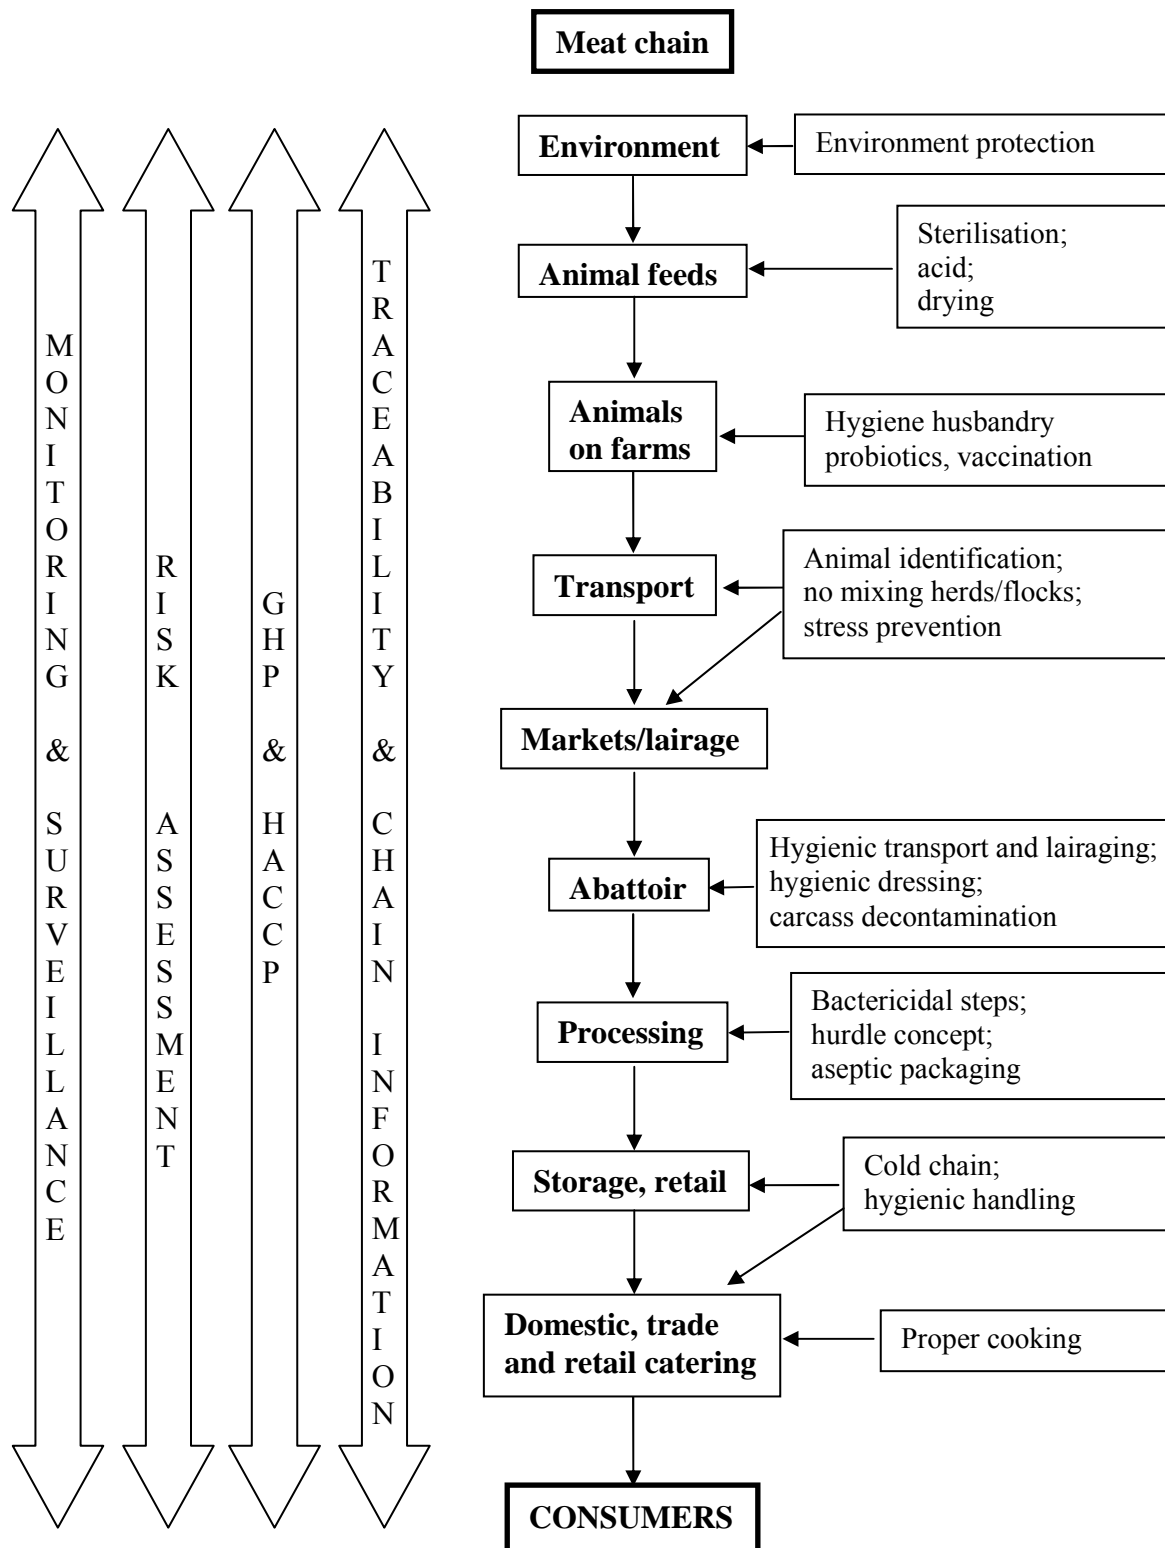 Meat chain
MONITORING & SURVEILLANCE
RISK ASSESSMENT
GHP & HACCP
TRACEABILITY & CHAIN INFORMATION
Environment
Environment protection
Animal feeds
Sterilisation;
acid;
drying
Animals
on farms
Hygiene husbandry
probiotics, vaccination
Transport
Animal identification;
no mixing herds/flocks;
stress prevention
Markets/lairage
Abattoir
Hygienic transport and lairaging;
hygienic dressing;
carcass decontamination
Processing
Bactericidal steps;
hurdle concept;
aseptic packaging
Storage, retail
Cold chain;
hygienic handling
Domestic, trade
and retail catering
Proper cooking
CONSUMERS